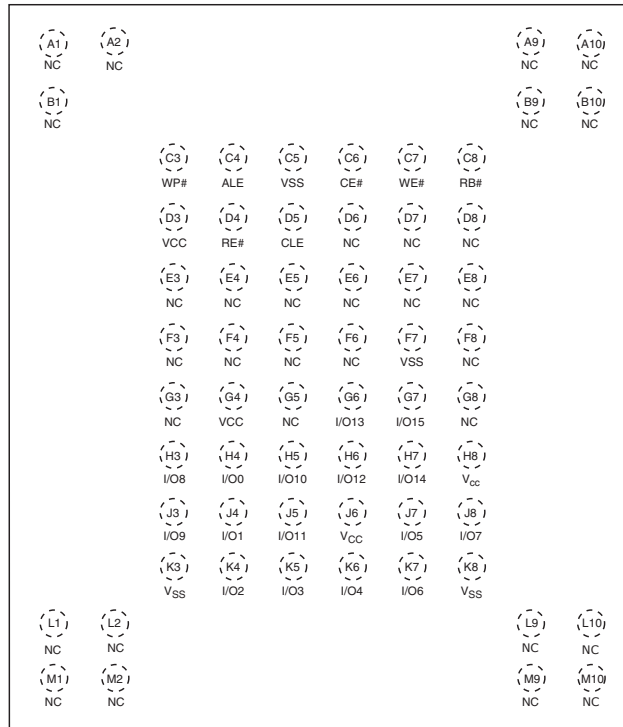 A1 A2 A9 A10
NC NC NC NC
B1 B9 B10
NC NC NC
C3 C4 C5 C6 C7 C8
WP# ALE VSS CE# WE# RB#
D3 D4 D5 D6 D7 D8
VCC RE# CLE NC NC NC
E3 E4 E5 E6 E7 E8
NC NC NC NC NC NC
F3 F4 F5 F6 F7 F8
NC NC NC NC VSS NC
G3 G4 G5 G6 G7 G8
NC VCC NC I/O13 I/O15 NC
H3 H4 H5 H6 H7 H8
I/O8 I/O0 I/O10 I/O12 I/O14 Vcc
J3 J4 J5 J6 J7 J8
I/O9 I/O1 I/O11 VCC I/O5 I/O7
K3 K4 K5 K6 K7 K8
VSS I/O2 I/O3 I/O4 I/O6 VSS
L1 L2 L9 L10
NC NC NC NC
M1 M2 M9 M10
NC NC NC NC